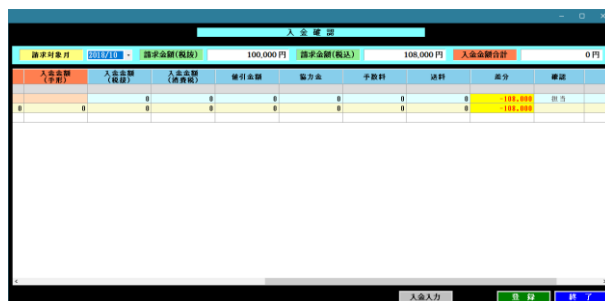 入金確認
請求対象月 2018/10 請求金額(税抜) 100,000円 請求金額(税込) 108,000円 入金金額合計 0円
入金金額(手形) 入金金額(税抜) 入金金額(消費税) 値引金額 協力金 手数料 送料 差分 確認
0 0 0 0 0 0 -108,000 担当
0 0 0 0 0 0 0 0 -108,000
入金入力 登録 終了